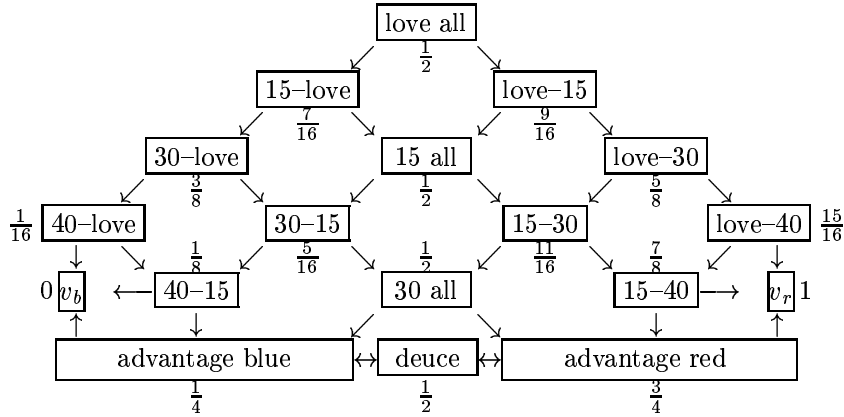 love all
1/2
15–love love–15
7/16 9/16
30–love 15 all love–30
3/8 1/2 5/8
1/16 40–love 30–15 15–30 love–40 15/16
1/8 5/16 1/2 11/16 7/8
0 v_b 40–15 30 all 15–40 v_r 1
advantage blue deuce advantage red
1/4 1/2 3/4